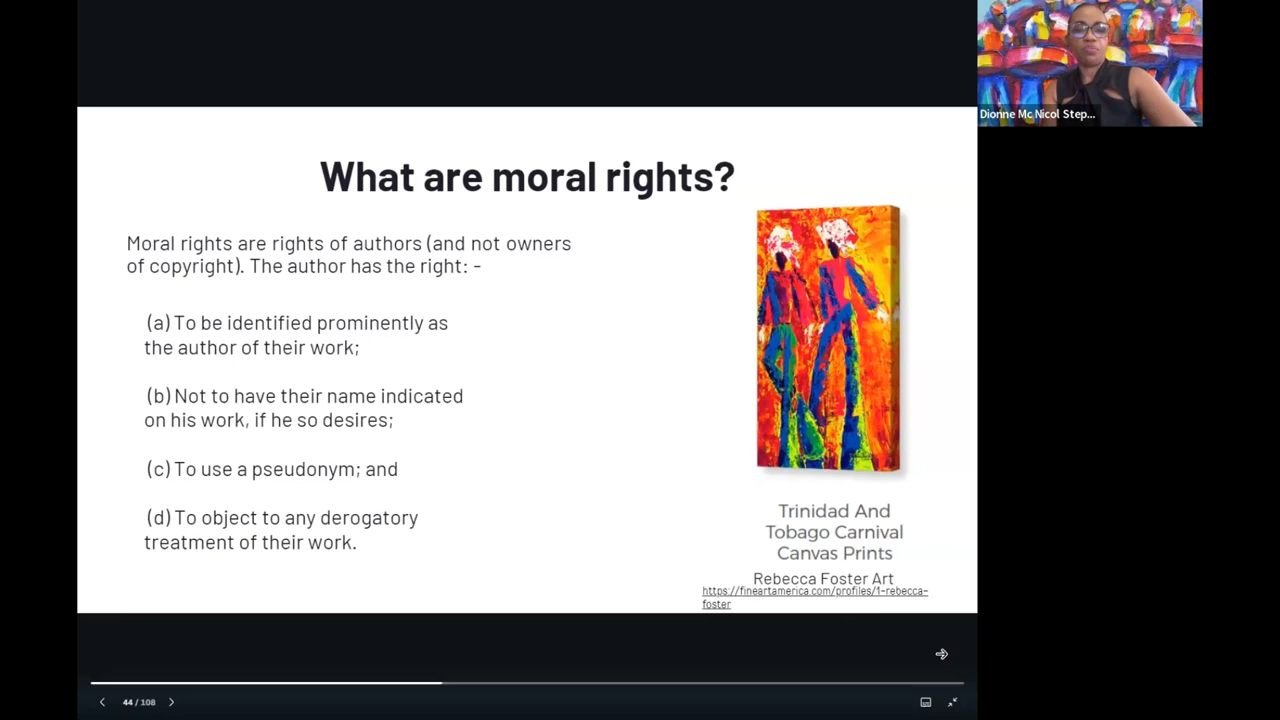 What are moral rights?
Moral rights are rights of authors (and not owners
of copyright). The author has the right: -
(a) To be identified prominently as
the author of their work;
(b) Not to have their name indicated
on his work, if he so desires;
(c) To use a pseudonym; and
(d) To object to any derogatory
treatment of their work.
Trinidad And
Tobago Carnival
Canvas Prints
Rebecca Foster Art
https://fineartamerica.com/profiles/1-rebecca-
foster
Dionne Mc Nicol Step...
44 / 108